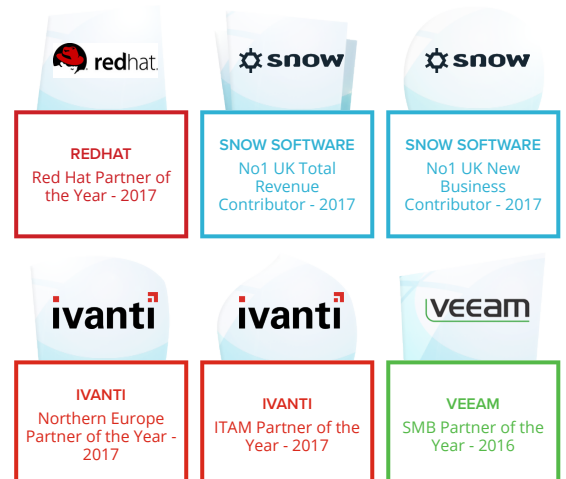 redhat.
snow
snow
REDHAT
Red Hat Partner of
the Year - 2017
SNOW SOFTWARE
No1 UK Total
Revenue
Contributor - 2017
SNOW SOFTWARE
No1 UK New
Business
Contributor - 2017
ivanti
ivanti
veeam
IVANTI
Northern Europe
Partner of the Year -
2017
IVANTI
ITAM Partner of the
Year - 2017
VEEAM
SMB Partner of the
Year - 2016